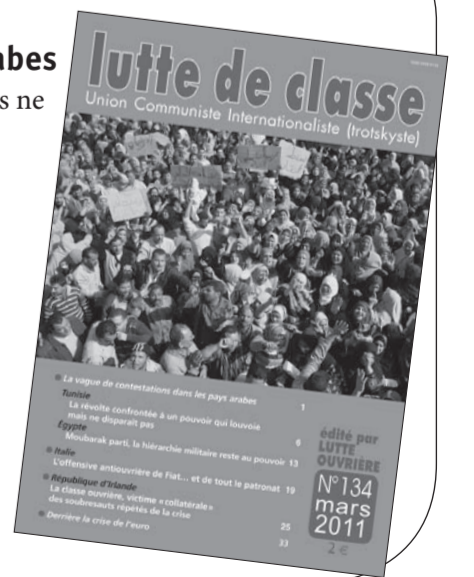 abes
s ne
lutte de classe
Union Communiste Internationaliste (trotskyste)
La vague de contestations dans les pays arabes 1
Tunisie
La révolte confrontée à un pouvoir qui louvoie
mais ne disparaît pas 6
Égypte
Moubarak parti, la hiérarchie militaire reste au pouvoir 13
Italie
L'offensive antiouvrière de Fiat... et de tout le patronat 19
République d'Irlande
La classe ouvrière, victime « collatérale »
des soubresauts répétés de la crise 25
Derrière la crise de l'euro 33
édité par
LUTTE
OUVRIÈRE
N°134
mars
2011
2 €